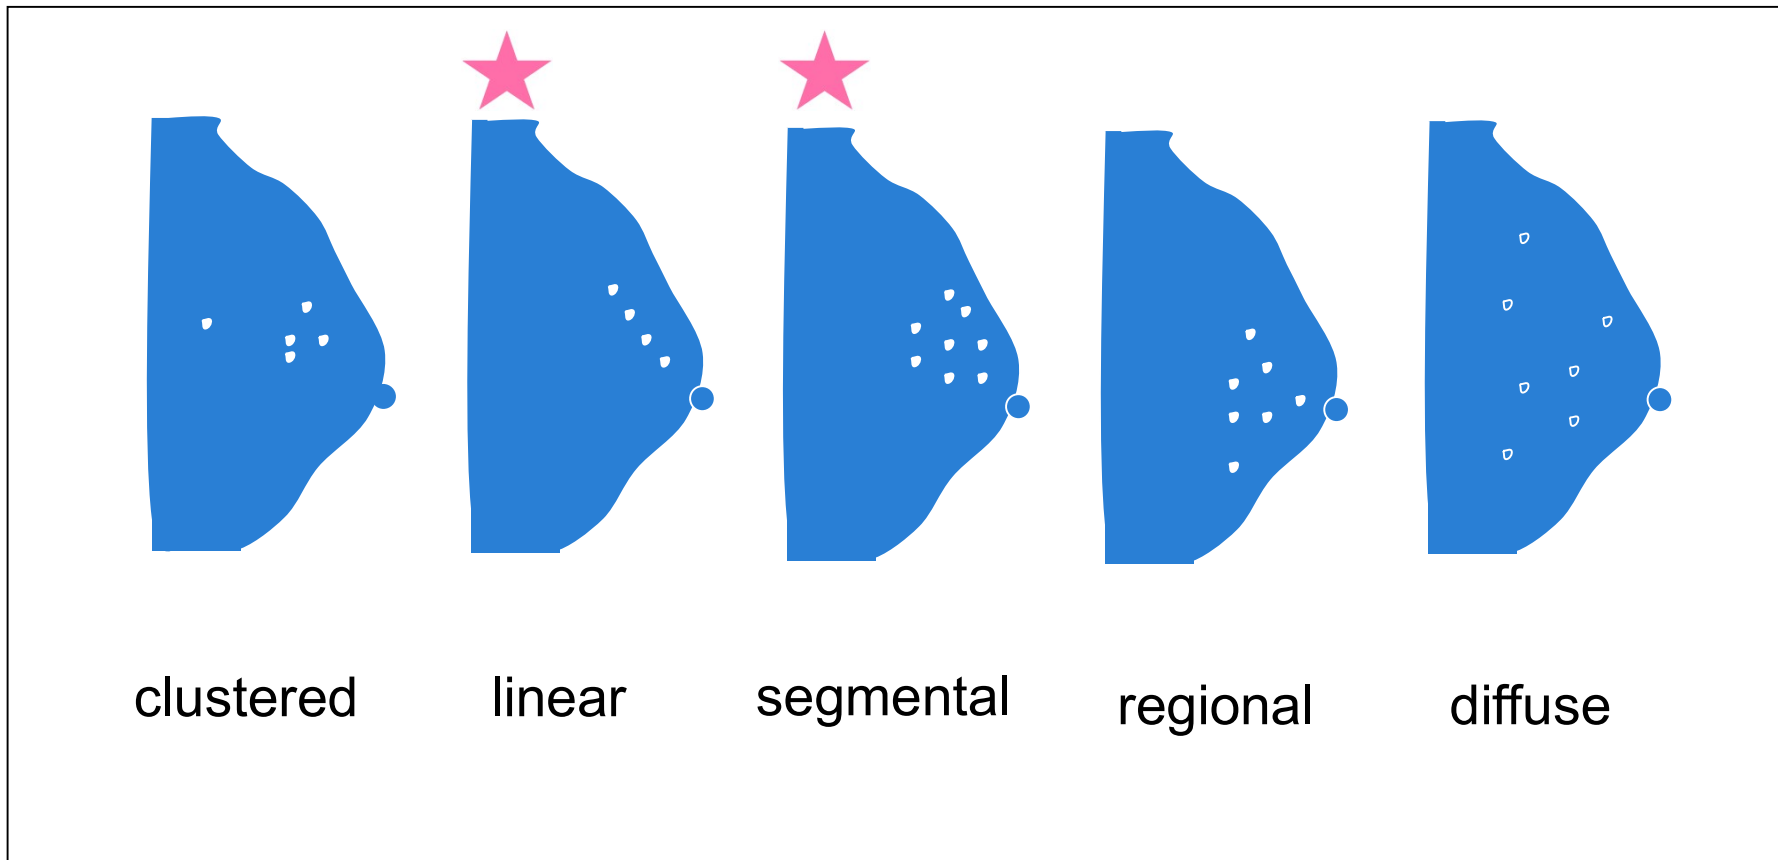 clustered
linear
segmental
regional
diffuse